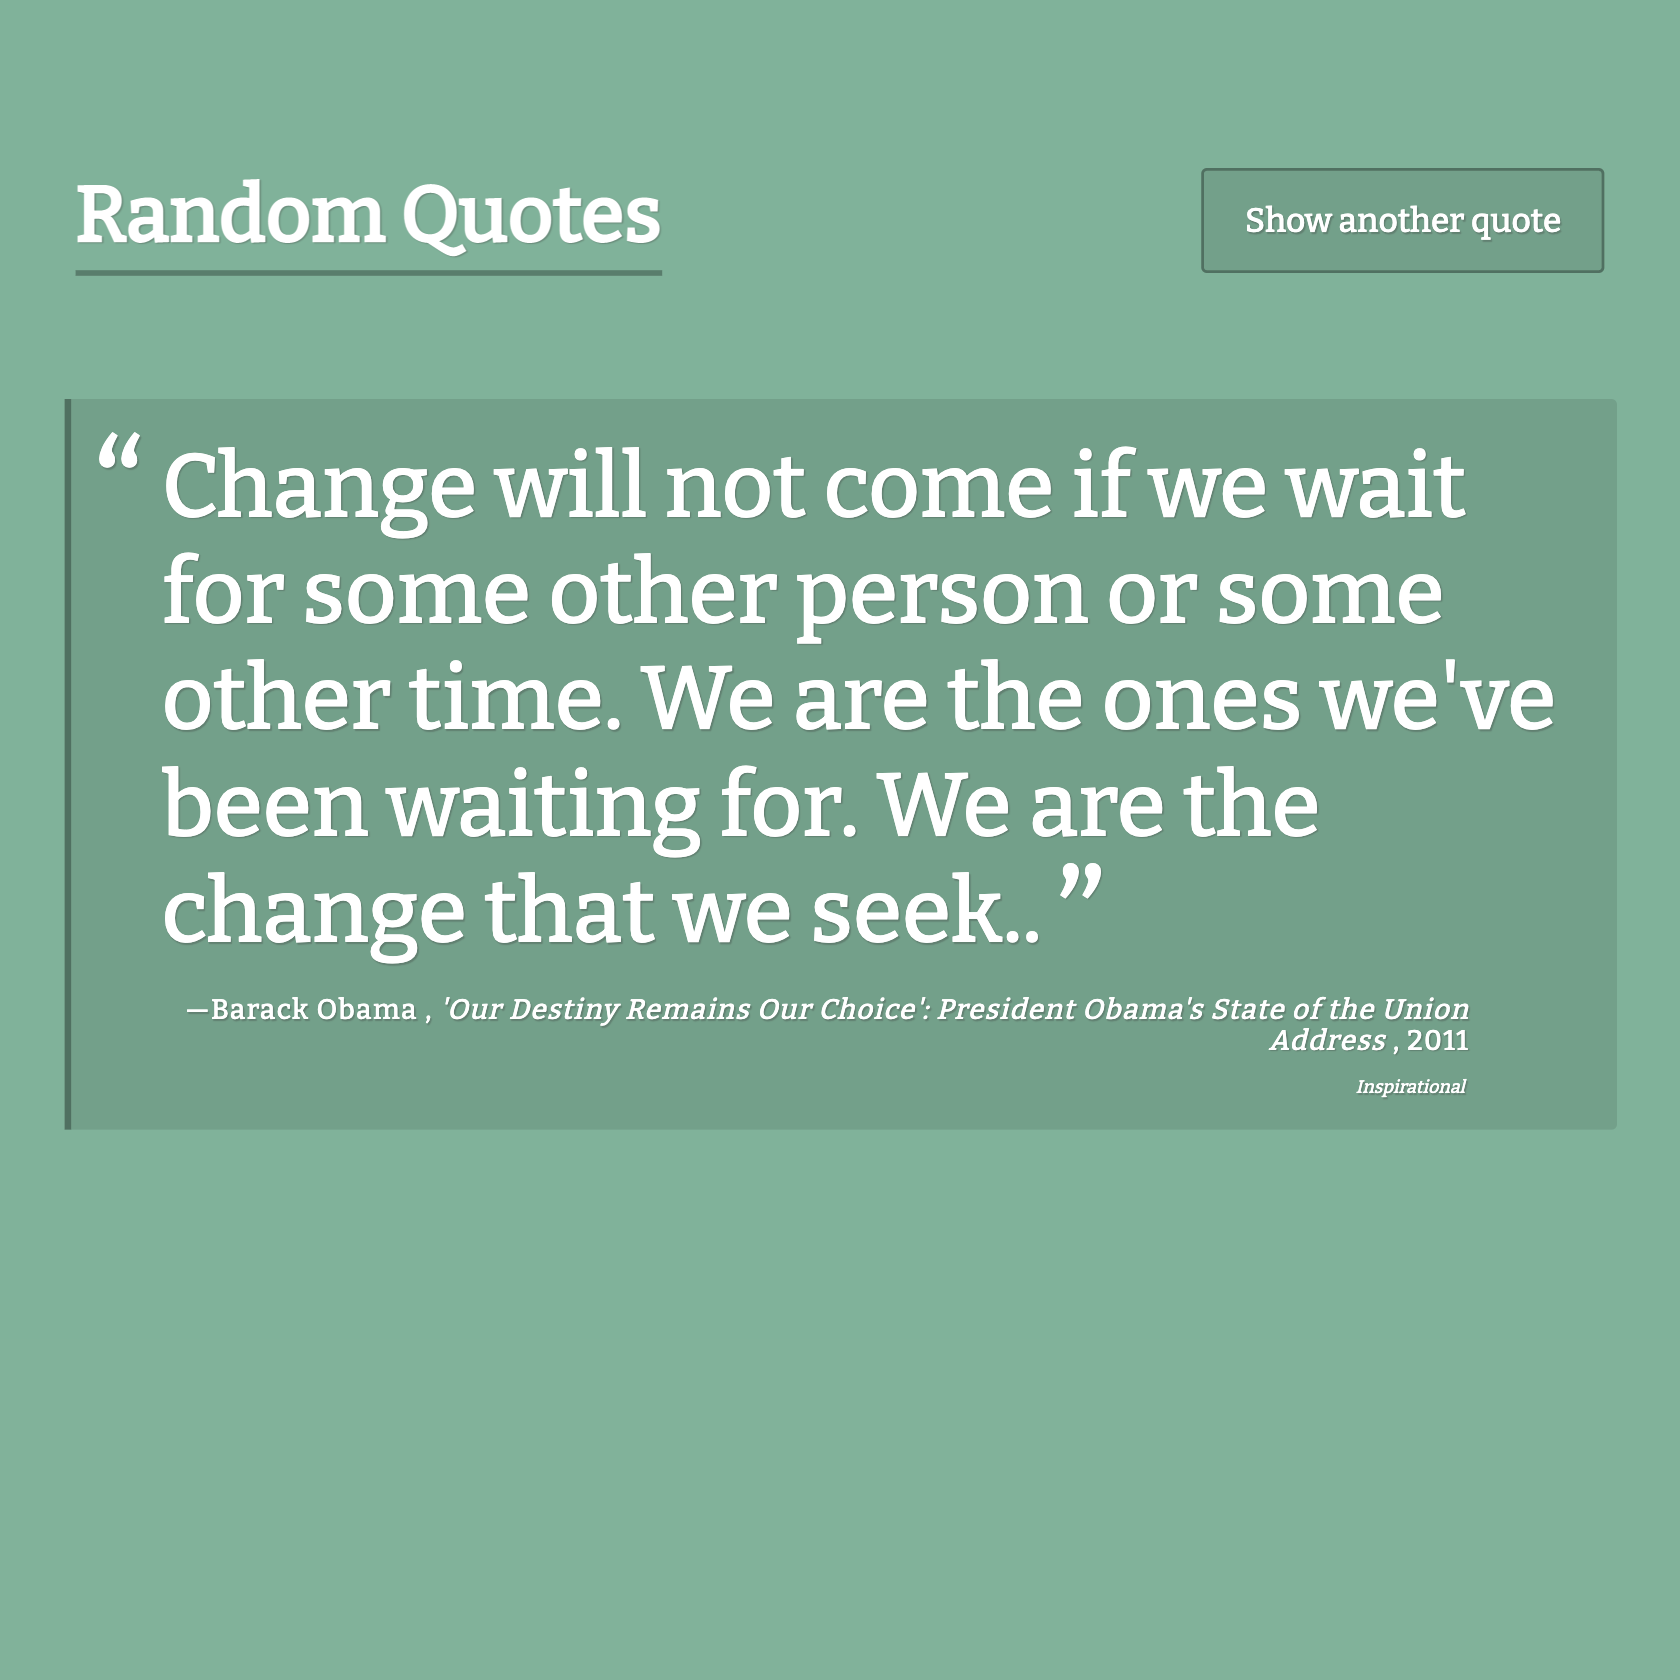 Random Quotes
Show another quote
“ Change will not come if we wait
for some other person or some
other time. We are the ones we've
been waiting for. We are the
change that we seek.. ”
—Barack Obama , 'Our Destiny Remains Our Choice': President Obama's State of the Union
Address , 2011
Inspirational